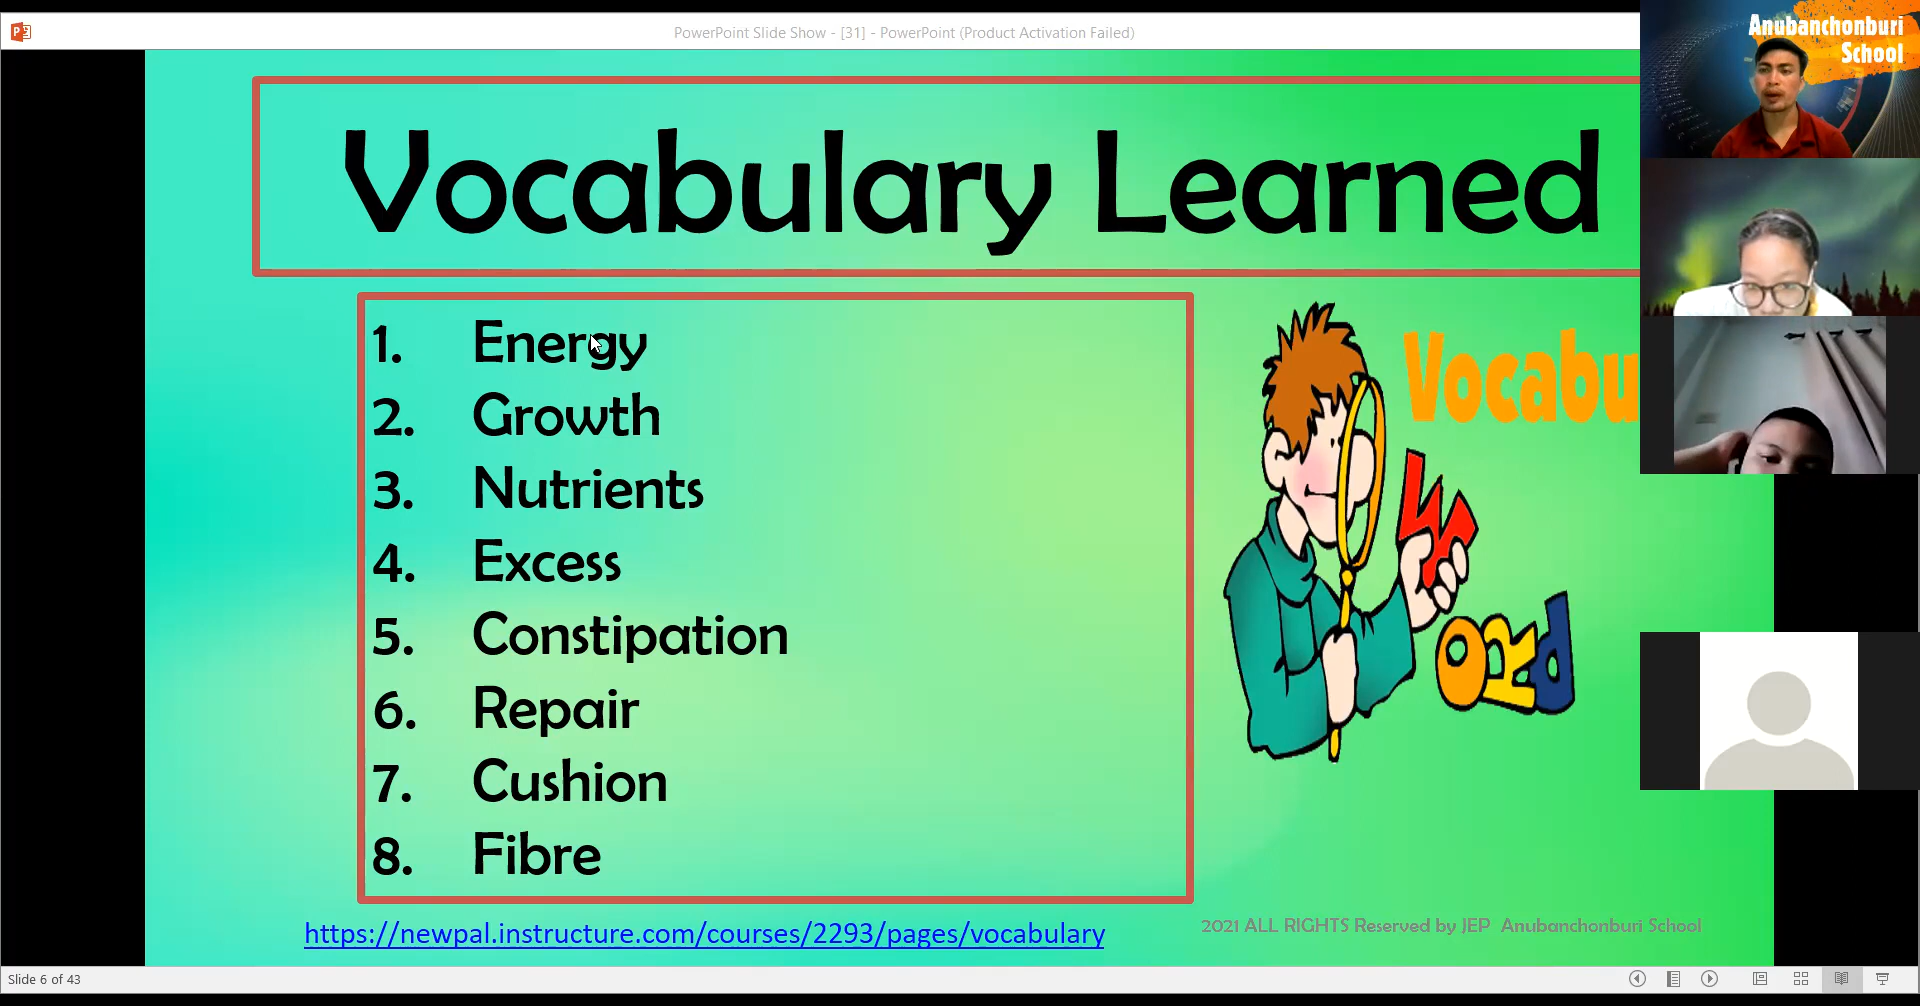 PowerPoint Slide Show - [31] - PowerPoint (Product Activation Failed)
Anubanchonburi
School
Vocabulary Learned
1. Energy
2. Growth
3. Nutrients
4. Excess
5. Constipation
6. Repair
7. Cushion
8. Fibre
Vocabu
Word
https://newpal.instructure.com/courses/2293/pages/vocabulary
2021 ALL RIGHTS Reserved by JEP Anubanchonburi School
Slide 6 of 43